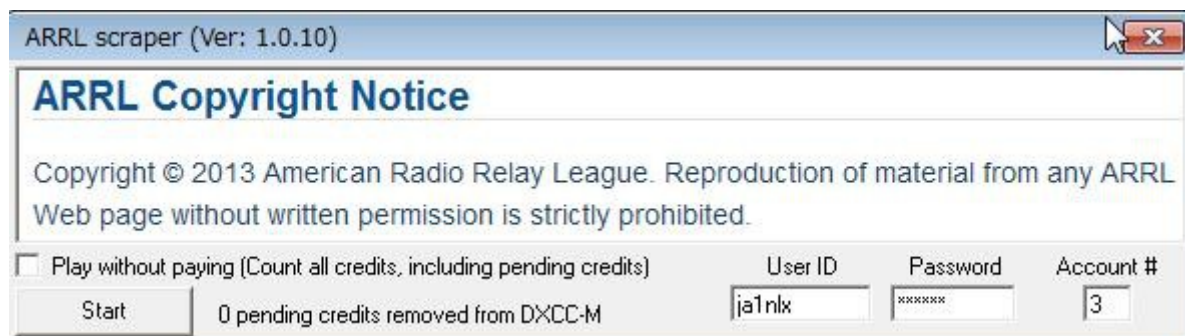 ARRL scraper (Ver: 1.0.10)
ARRL Copyright Notice
Copyright © 2013 American Radio Relay League. Reproduction of material from any ARRL
Web page without written permission is strictly prohibited.
Play without paying (Count all credits, including pending credits)
User ID
Password
Account #
Start
0 pending credits removed from DXCC-M
ja1nlx
××××××
3